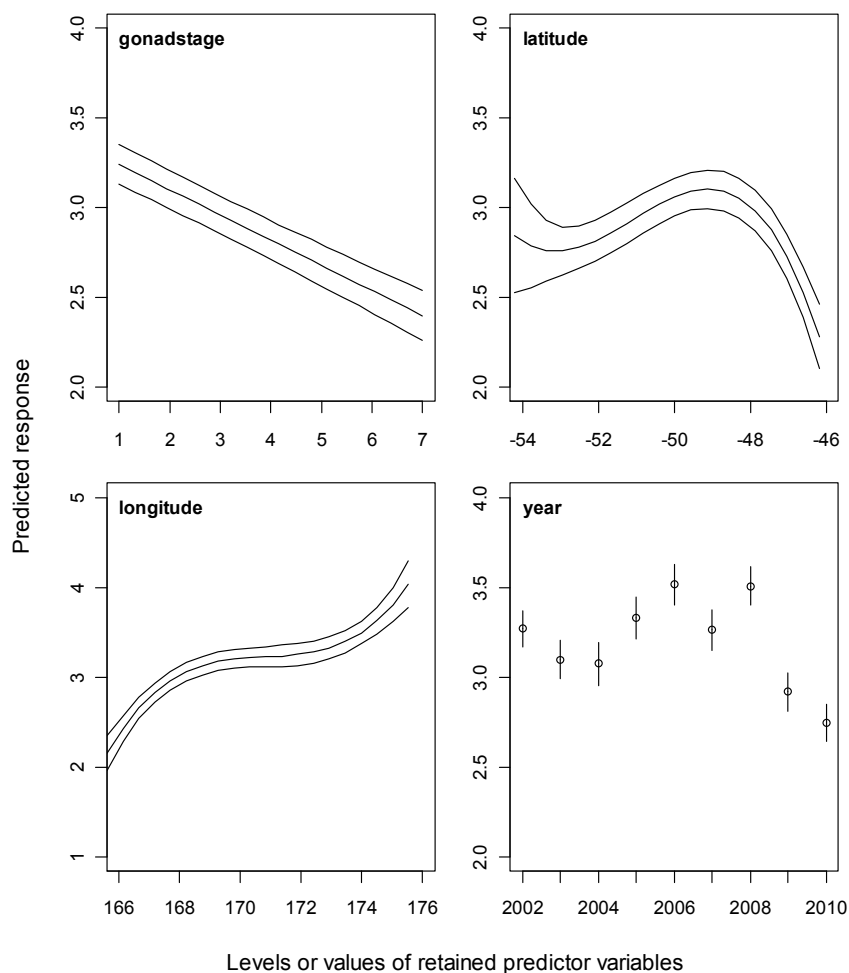 gonadstage
4.0
3.5
3.0
2.5
2.0
1 2 3 4 5 6 7
latitude
4.0
3.5
3.0
2.5
2.0
-54 -52 -50 -48 -46
Predicted response
longitude
5
4
3
2
1
166 168 170 172 174 176
year
4.0
3.5
3.0
2.5
2.0
2002 2004 2006 2008 2010
Levels or values of retained predictor variables